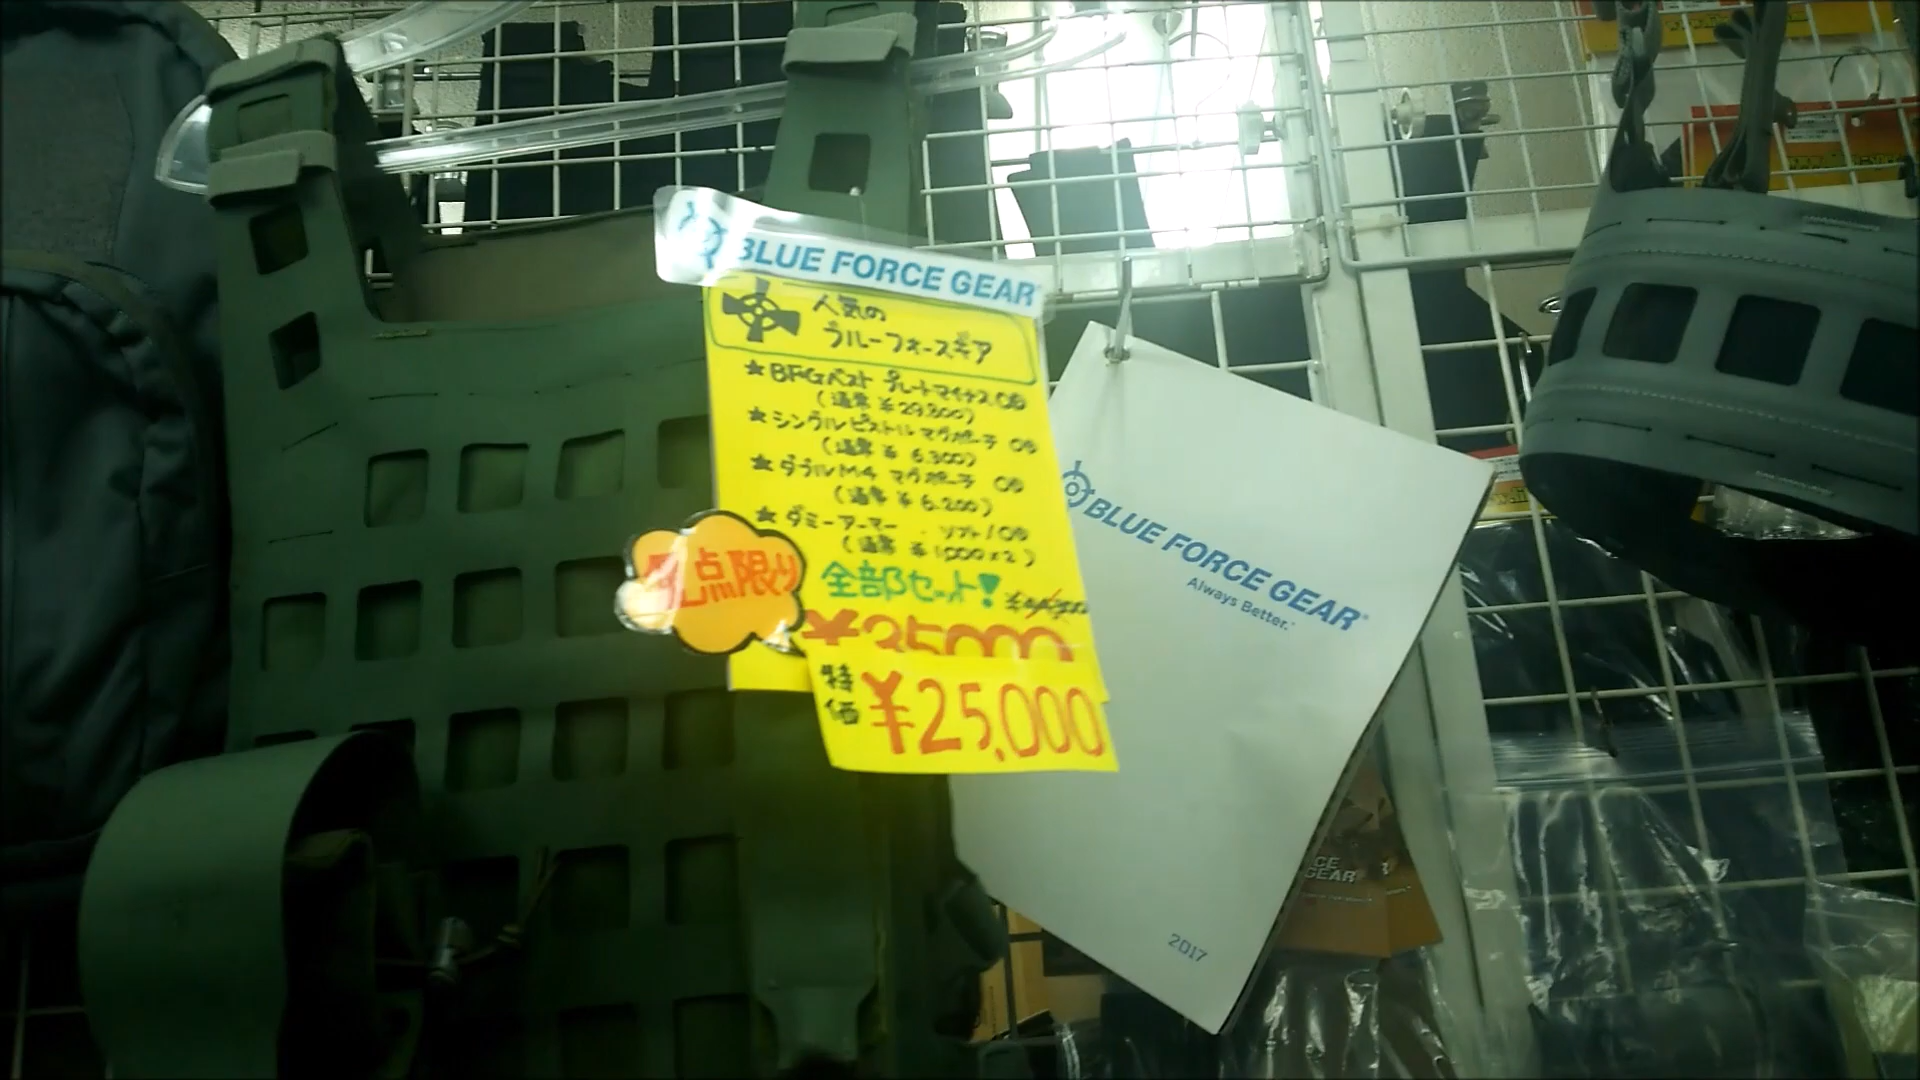 BLUE FORCE GEAR
人気の
ブルーフォースギア
★BFGベスト プレートマイナス OD
(通常 ¥29,800)
★シングルピストル マグポーチ OD
(通常 ¥6,300)
★ダブルM4 マグポーチ OD
(通常 ¥6,200)
★ダミーアーマー ソフト/OD
(通常 ¥1,000×2)
点限り
全部セット!
¥44,300
¥35000
特価
¥25,000
BLUE FORCE GEAR®
Always Better.
2017
CE
GEAR